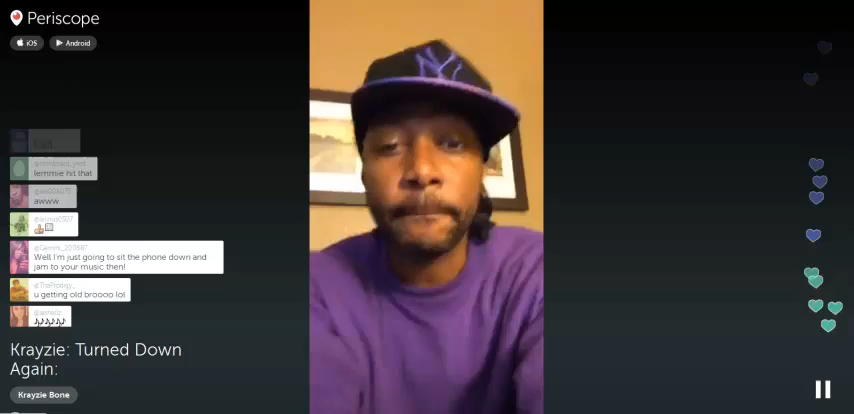 Periscope
iOS
Android
lemmie hit that
awww
Well I'm just going to sit the phone down and
jam to your music then!
u getting old broooo lol
Krayzie: Turned Down
Again:
Krayzie Bone
NY